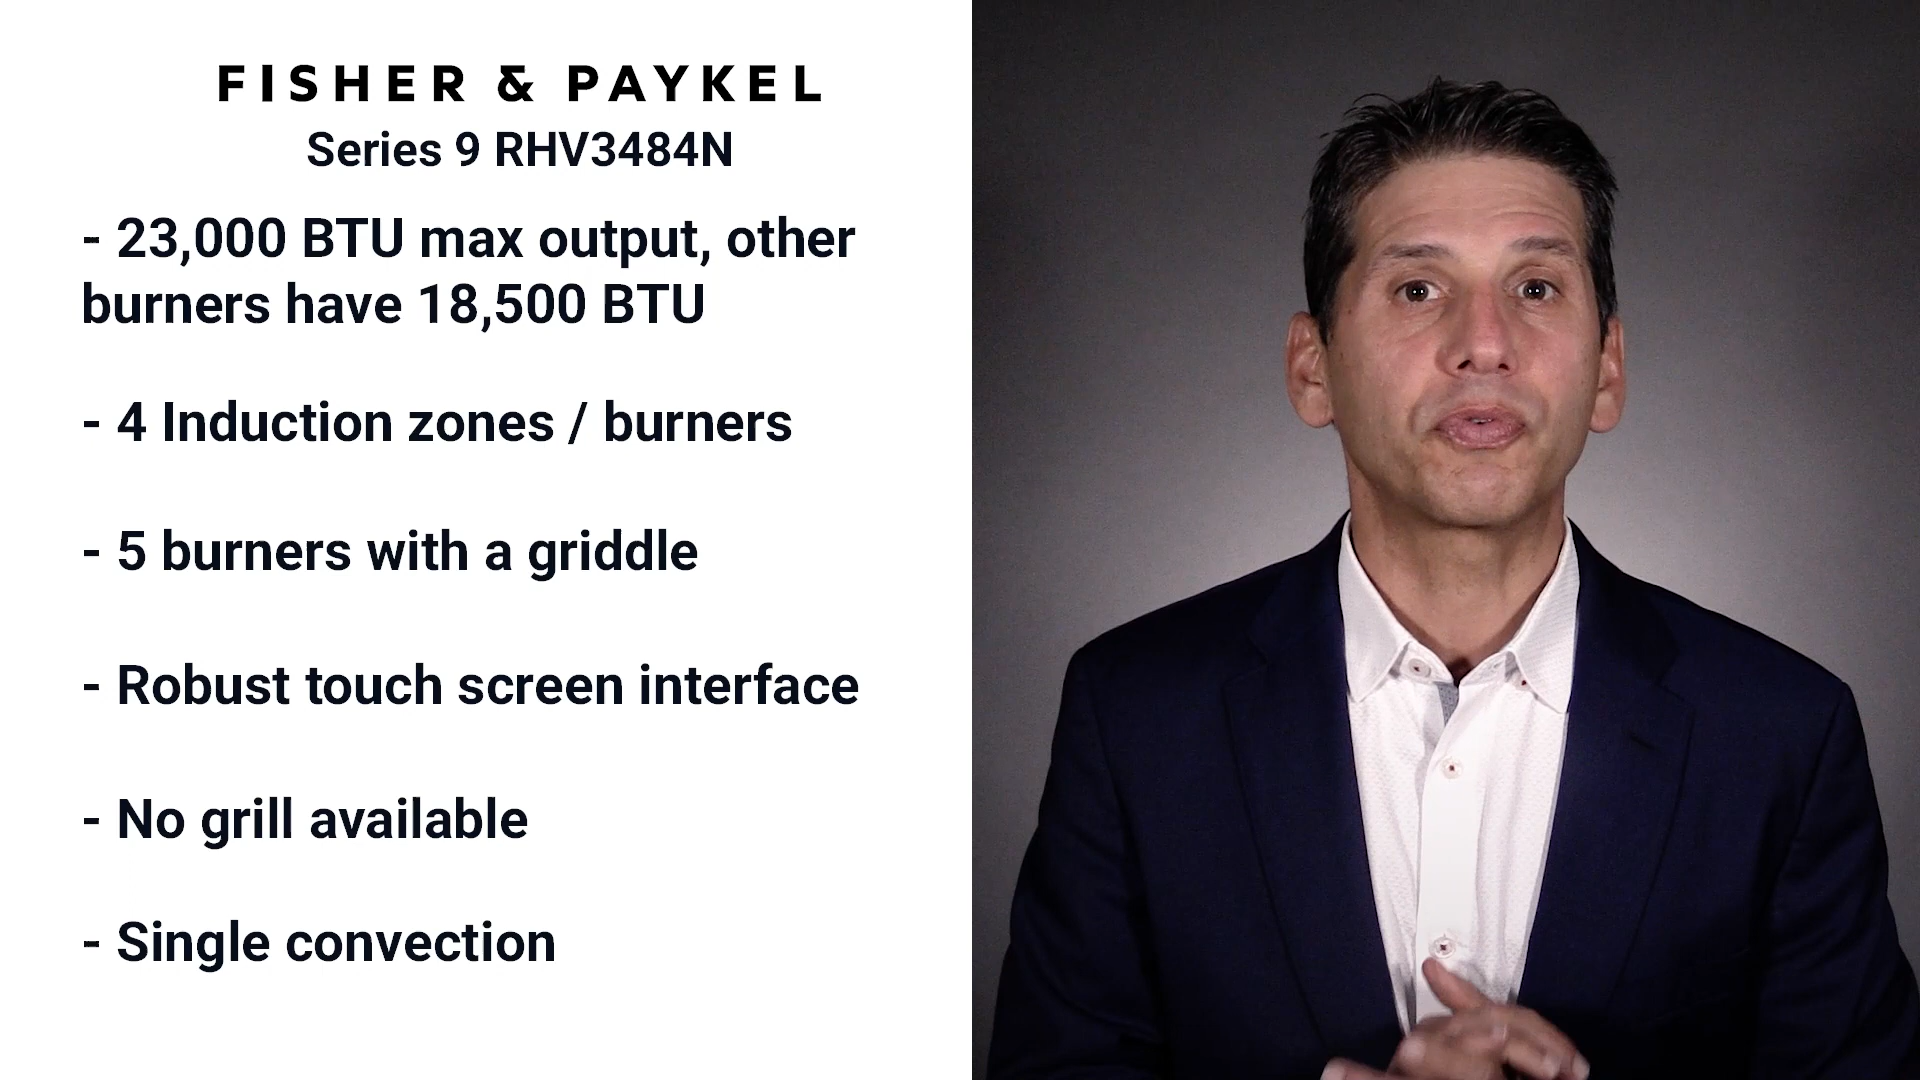 FISHER & PAYKEL
Series 9 RHV3484N
- 23,000 BTU max output, other
burners have 18,500 BTU
- 4 Induction zones / burners
- 5 burners with a griddle
- Robust touch screen interface
- No grill available
- Single convection